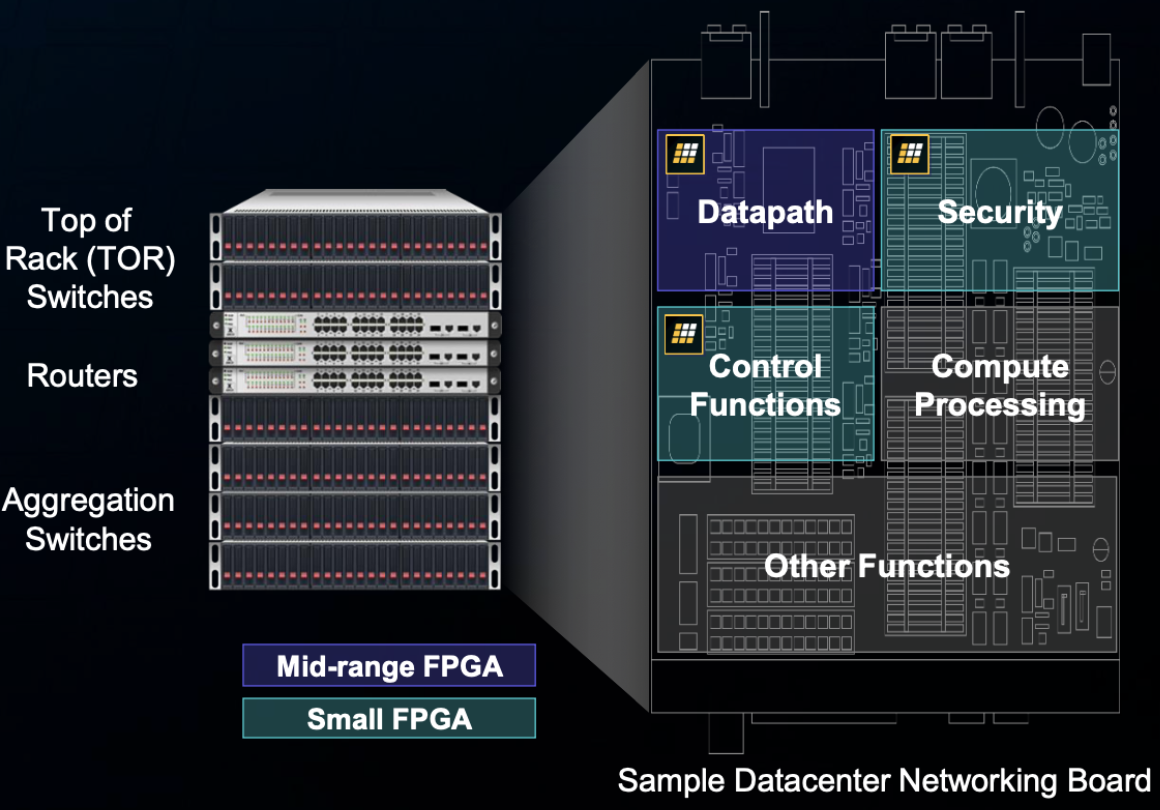 Top of
Rack (TOR)
Switches
Routers
Aggregation
Switches
Datapath
Security
Control
Functions
Compute
Processing
Other Functions
Mid-range FPGA
Small FPGA
Sample Datacenter Networking Board